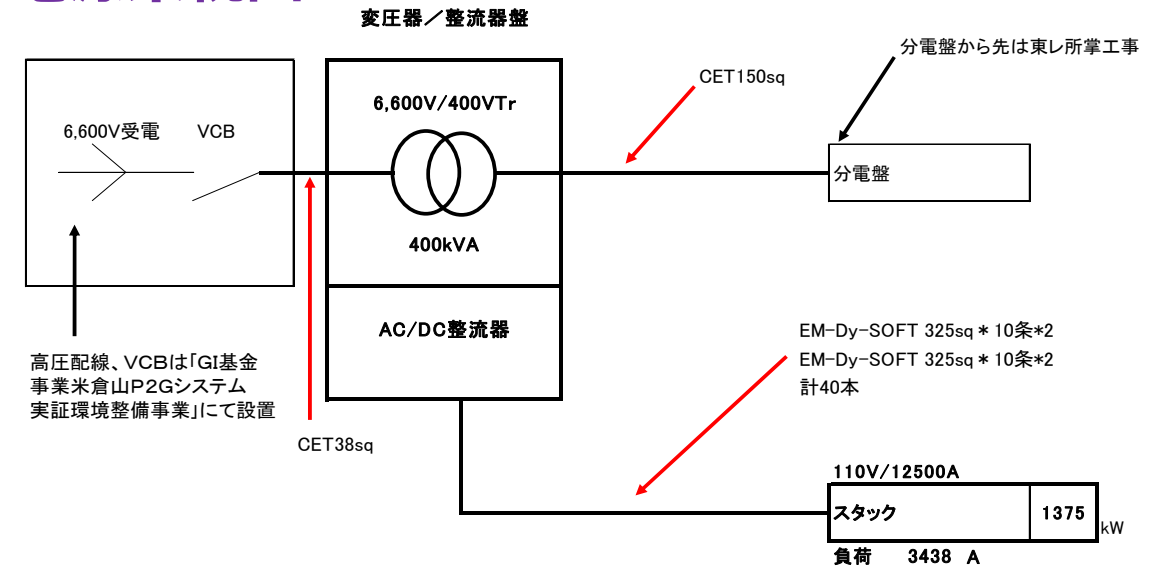 変圧器/整流器盤
分電盤から先は東レ所掌工事
CET150sq
6,600V/400VTr
6,600V受電 VCB
分電盤
400kVA
AC/DC整流器
EM-Dy-SOFT 325sq * 10条*2
EM-Dy-SOFT 325sq * 10条*2
計40本
高圧配線、VCBは「GI基金
事業米倉山P2Gシステム
実証環境整備事業」にて設置
CET38sq
110V/12500A
スタック 1375 kW
負荷 3438 A